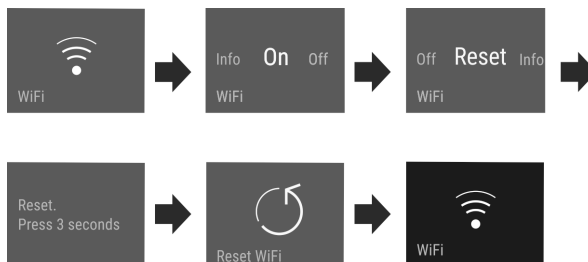 WiFi
Info On Off
WiFi
Off Reset Info
WiFi
Reset.
Press 3 seconds
Reset WiFi
WiFi